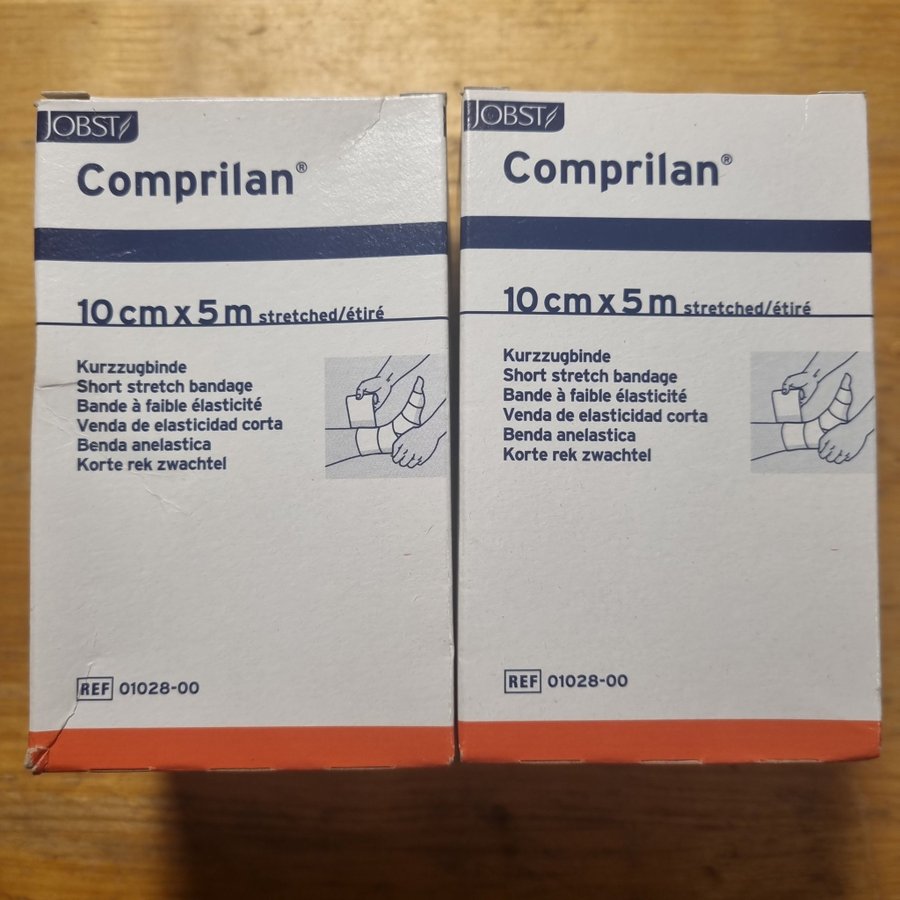 JOBST
Comprilan®
10 cm x 5 m stretched/étiré
Kurzzugbinde
Short stretch bandage
Bande à faible élasticité
Venda de elasticidad corta
Benda anelastica
Korte rek zwachtel
REF 01028-00
JOBST
Comprilan®
10 cm x 5 m stretched/étiré
Kurzzugbinde
Short stretch bandage
Bande à faible élasticité
Venda de elasticidad corta
Benda anelastica
Korte rek zwachtel
REF 01028-00